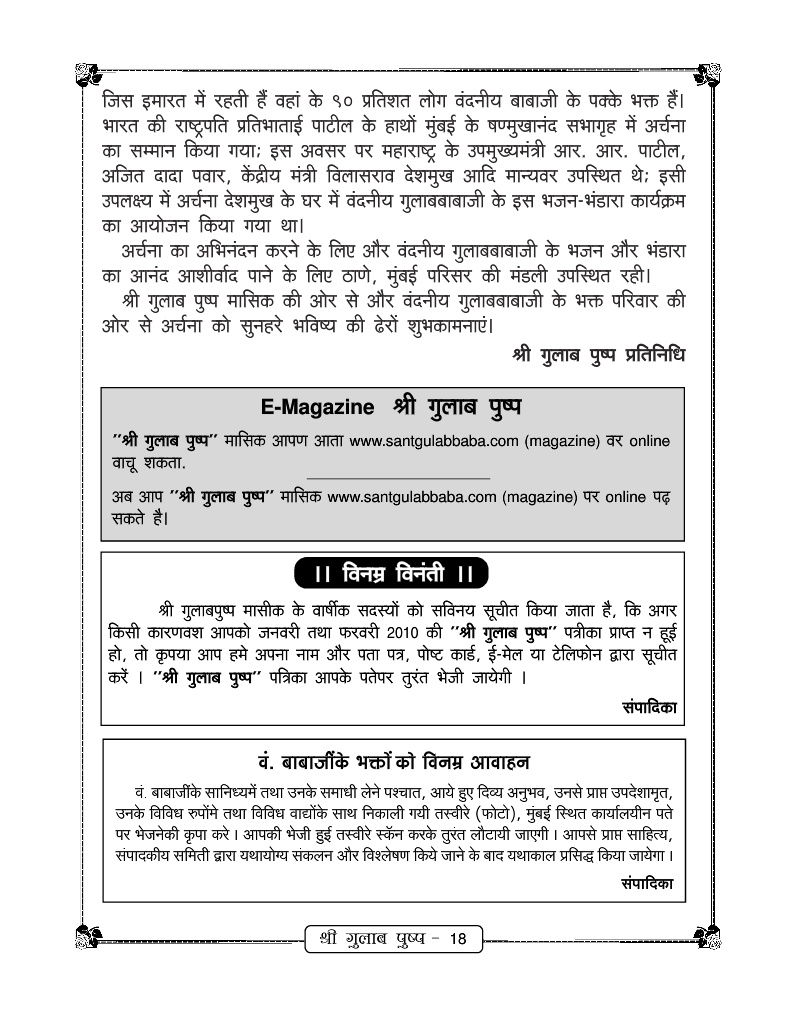 जिस इमारत में रहती हैं वहां के ९० प्रतिशत लोग वंदनीय बाबाजी के पक्के भक्त हैं।
भारत की राष्ट्रपति प्रतिभाताई पाटील के हाथों मुंबई के षण्मुखानंद सभागृह में अर्चना
का सम्मान किया गया; इस अवसर पर महाराष्ट्र के उपमुख्यमंत्री आर. आर. पाटील,
अजित दादा पवार, केंद्रीय मंत्री विलासराव देशमुख आदि मान्यवर उपस्थित थे; इसी
उपलक्ष्य में अर्चना देशमुख के घर में वंदनीय गुलाबबाबाजी के इस भजन-भंडारा कार्यक्रम
का आयोजन किया गया था।
अर्चना का अभिनंदन करने के लिए और वंदनीय गुलाबबाबाजी के भजन और भंडारा
का आनंद आशीर्वाद पाने के लिए ठाणे, मुंबई परिसर की मंडली उपस्थित रही।
श्री गुलाब पुष्प मासिक की ओर से और वंदनीय गुलाबबाबाजी के भक्त परिवार की
ओर से अर्चना को सुनहरे भविष्य की ढेरों शुभकामनाएं।
श्री गुलाब पुष्प प्रतिनिधि
E-Magazine श्री गुलाब पुष्प
"श्री गुलाब पुष्प" मासिक आपण आता www.santgulabbaba.com (magazine) वर online
वाचू शकता.
अब आप "श्री गुलाब पुष्प" मासिक www.santgulabbaba.com (magazine) पर online पढ़
सकते है।
।। विनम्र विनंती ।।
श्री गुलाबपुष्प मासीक के वार्षीक सदस्यों को सविनय सूचीत किया जाता है, कि अगर
किसी कारणवश आपको जनवरी तथा फरवरी 2010 की "श्री गुलाब पुष्प" पत्रीका प्राप्त न हूई
हो, तो कृपया आप हमे अपना नाम और पता पत्र, पोष्ट कार्ड, ई-मेल या टेलिफोन द्वारा सूचीत
करें । "श्री गुलाब पुष्प" पत्रिका आपके पतेपर तुरंत भेजी जायेगी ।
संपादिका
वं. बाबाजींके भक्तों को विनम्र आवाहन
वं. बाबाजींके सानिध्यमें तथा उनके समाधी लेने पश्चात, आये हुए दिव्य अनुभव, उनसे प्राप्त उपदेशामृत,
उनके विविध रुपोंमे तथा विविध वाद्योंके साथ निकाली गयी तस्वीरे (फोटो), मुंबई स्थित कार्यालयीन पते
पर भेजनेकी कृपा करे । आपकी भेजी हुई तस्वीरे स्कॅन करके तुरंत लौटायी जाएगी । आपसे प्राप्त साहित्य,
संपादकीय समिती द्वारा यथायोग्य संकलन और विश्लेषण किये जाने के बाद यथाकाल प्रसिद्ध किया जायेगा ।
संपादिका
श्री गुलाब पुष्प - 18